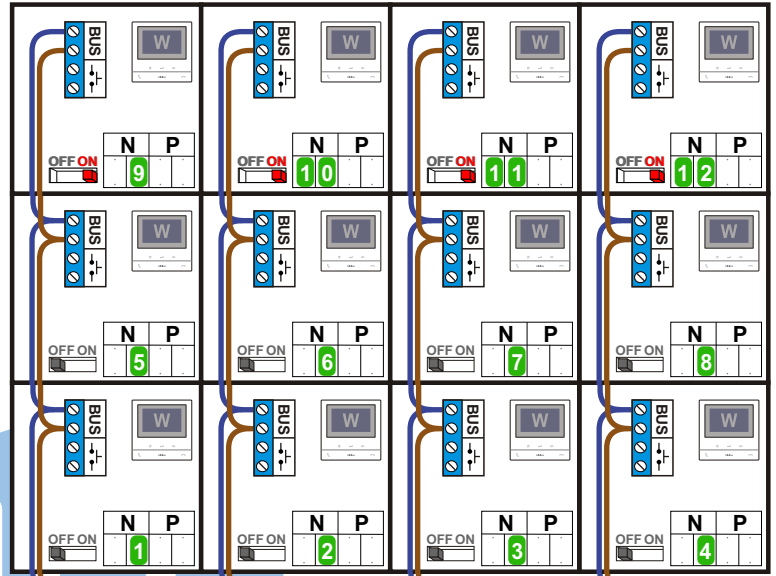 BUS W BUS W BUS W BUS W
N P N P N P N P
OFF ON 9 OFF ON 10 OFF ON 11 OFF ON 12
BUS W BUS W BUS W BUS W
N P N P N P N P
OFF ON 5 OFF ON 6 OFF ON 7 OFF ON 8
BUS W BUS W BUS W BUS W
N P N P N P N P
OFF ON 1 OFF ON 2 OFF ON 3 OFF ON 4